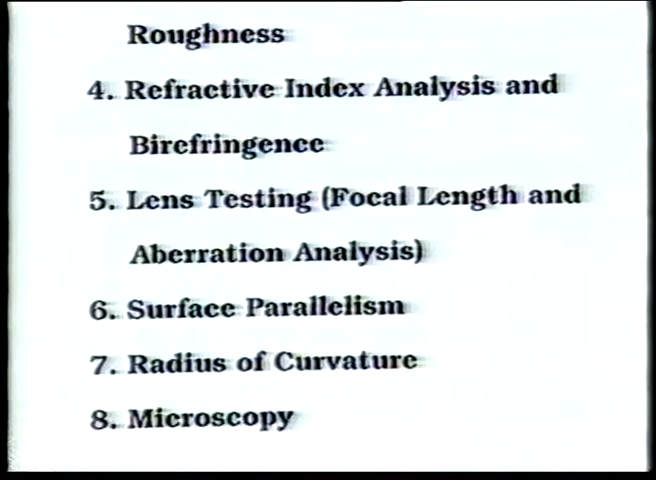 Roughness
4. Refractive Index Analysis and
Birefringence
5. Lens Testing (Focal Length and
Aberration Analysis)
6. Surface Parallelism
7. Radius of Curvature
8. Microscopy